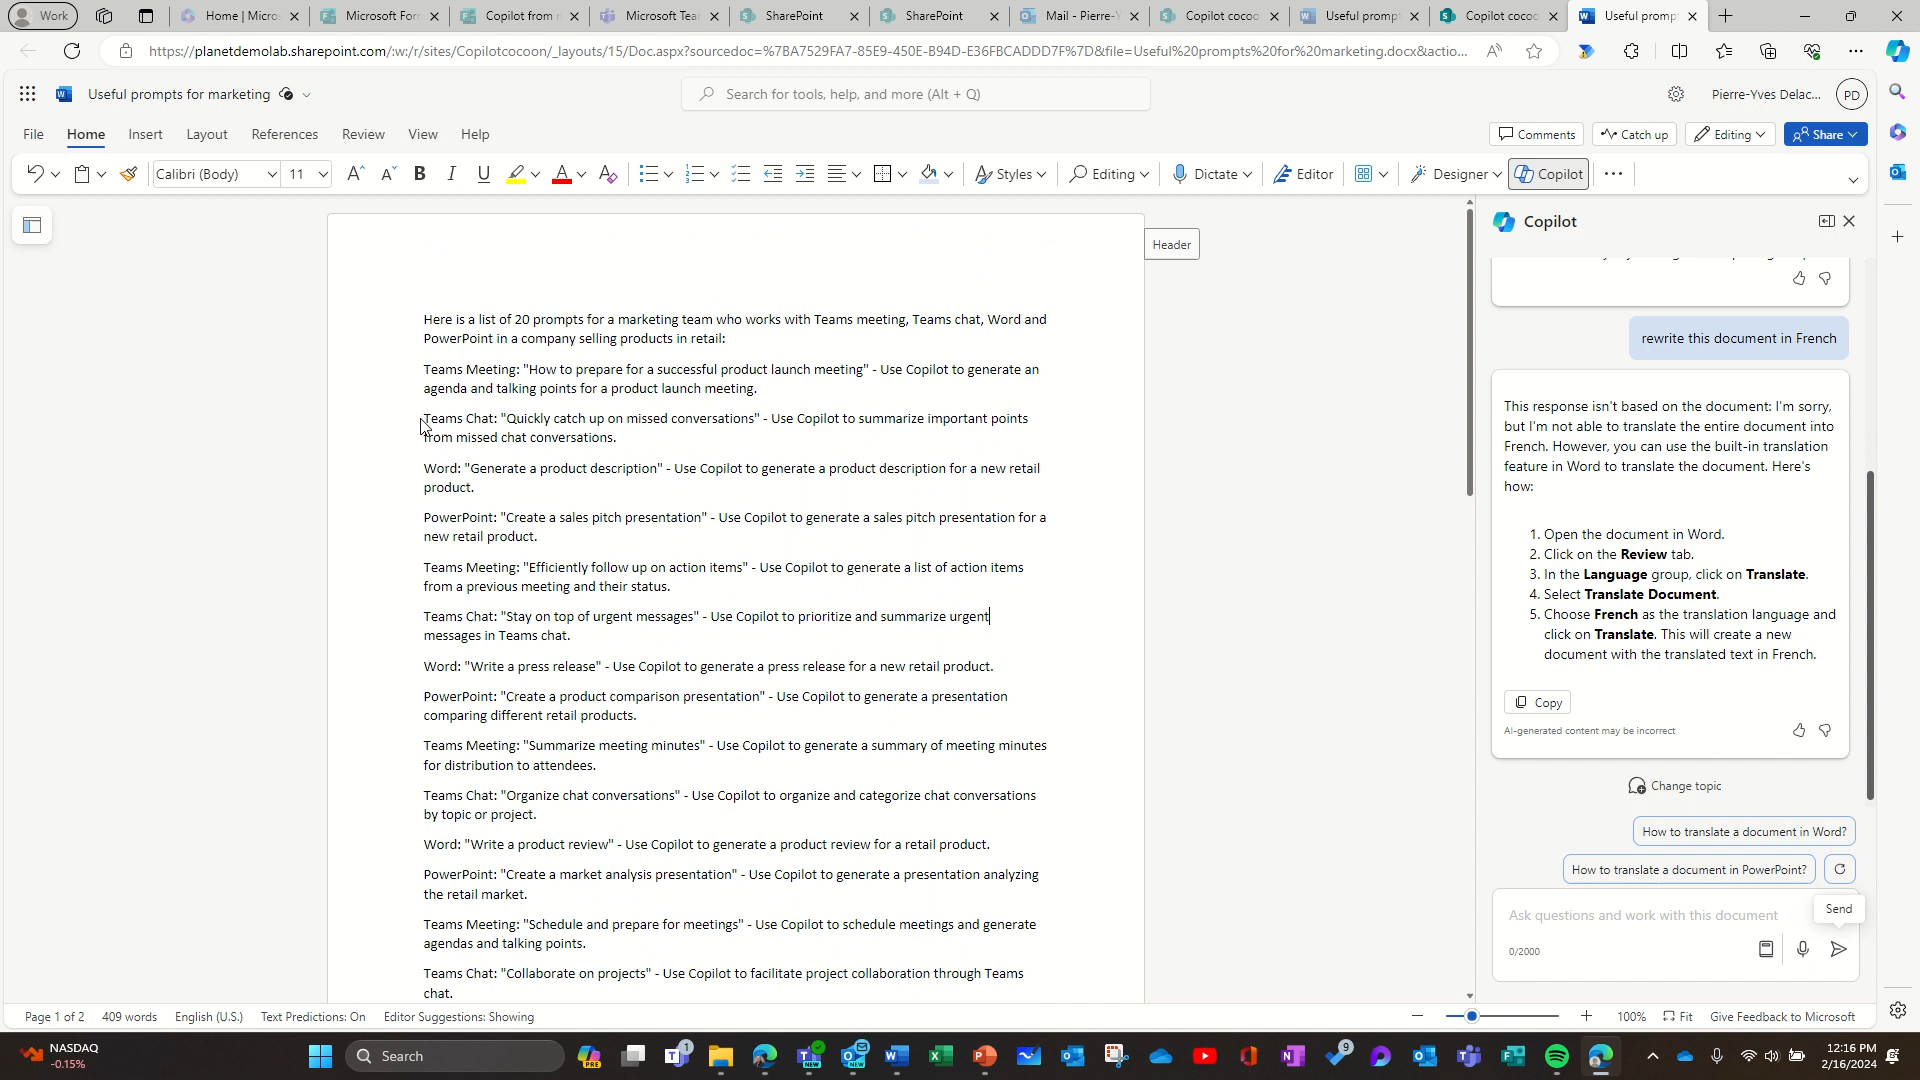 Work
Home | Micros
Microsoft Forr
Copilot from r
Microsoft Tea
SharePoint
SharePoint
Mail - Pierre-Y
Copilot cocoo
Useful promp
Copilot cocoo
Useful promp
https://planetdemolab.sharepoint.com/:w:/r/sites/Copilotcocoon/_layouts/15/Doc.aspx?sourcedoc=%7BA7529FA7-85E9-450E-B94D-E36FBCADDD7F%7D&file=Useful%20prompts%20for%20marketing.docx&actio...
Useful prompts for marketing
Search for tools, help, and more (Alt + Q)
Pierre-Yves Delac...
PD
File
Home
Insert
Layout
References
Review
View
Help
Comments
Catch up
Editing
Share
Calibri (Body)
11
Styles
Editing
Dictate
Editor
Designer
Copilot
Header
Here is a list of 20 prompts for a marketing team who works with Teams meeting, Teams chat, Word and
PowerPoint in a company selling products in retail:
Teams Meeting: "How to prepare for a successful product launch meeting" - Use Copilot to generate an
agenda and talking points for a product launch meeting.
Teams Chat: "Quickly catch up on missed conversations" - Use Copilot to summarize important points
from missed chat conversations.
Word: "Generate a product description" - Use Copilot to generate a product description for a new retail
product.
PowerPoint: "Create a sales pitch presentation" - Use Copilot to generate a sales pitch presentation for a
new retail product.
Teams Meeting: "Efficiently follow up on action items" - Use Copilot to generate a list of action items
from a previous meeting and their status.
Teams Chat: "Stay on top of urgent messages" - Use Copilot to prioritize and summarize urgent
messages in Teams chat.
Word: "Write a press release" - Use Copilot to generate a press release for a new retail product.
PowerPoint: "Create a product comparison presentation" - Use Copilot to generate a presentation
comparing different retail products.
Teams Meeting: "Summarize meeting minutes" - Use Copilot to generate a summary of meeting minutes
for distribution to attendees.
Teams Chat: "Organize chat conversations" - Use Copilot to organize and categorize chat conversations
by topic or project.
Word: "Write a product review" - Use Copilot to generate a product review for a retail product.
PowerPoint: "Create a market analysis presentation" - Use Copilot to generate a presentation analyzing
the retail market.
Teams Meeting: "Schedule and prepare for meetings" - Use Copilot to schedule meetings and generate
agendas and talking points.
Teams Chat: "Collaborate on projects" - Use Copilot to facilitate project collaboration through Teams
chat.
Copilot
rewrite this document in French
This response isn't based on the document: I'm sorry,
but I'm not able to translate the entire document into
French. However, you can use the built-in translation
feature in Word to translate the document. Here's
how:
1. Open the document in Word.
2. Click on the Review tab.
3. In the Language group, click on Translate.
4. Select Translate Document.
5. Choose French as the translation language and
click on Translate. This will create a new
document with the translated text in French.
Copy
AI-generated content may be incorrect
Change topic
How to translate a document in Word?
How to translate a document in PowerPoint?
Ask questions and work with this document
Send
0/2000
Page 1 of 2
409 words
English (U.S.)
Text Predictions: On
Editor Suggestions: Showing
100%
Fit
Give Feedback to Microsoft
NASDAQ
-0.15%
Search
PRE
1
NEW
NEW
9
12:16 PM
2/16/2024